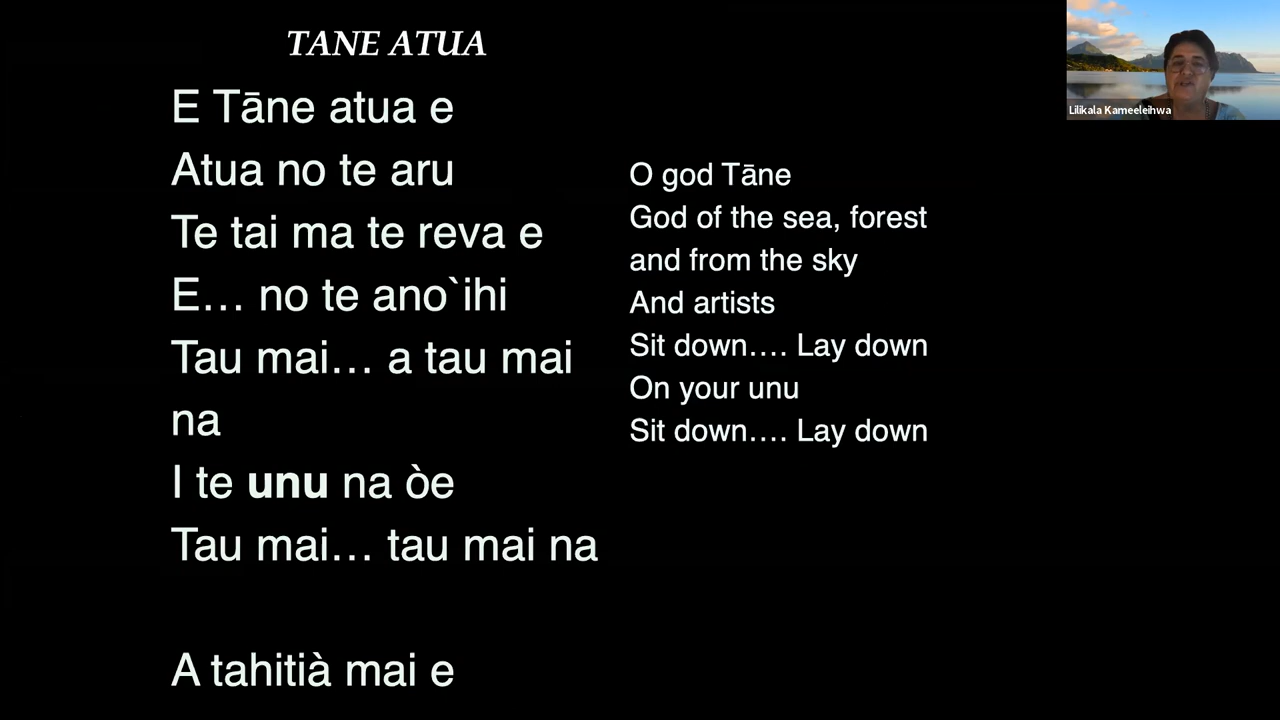 TANE ATUA
E Tāne atua e
Atua no te aru
Te tai ma te reva e
E… no te ano`ihi
Tau mai… a tau mai
na
I te unu na òe
Tau mai… tau mai na
A tahitià mai e
O god Tāne
God of the sea, forest
and from the sky
And artists
Sit down…. Lay down
On your unu
Sit down…. Lay down
Lilikala Kameeleihwa